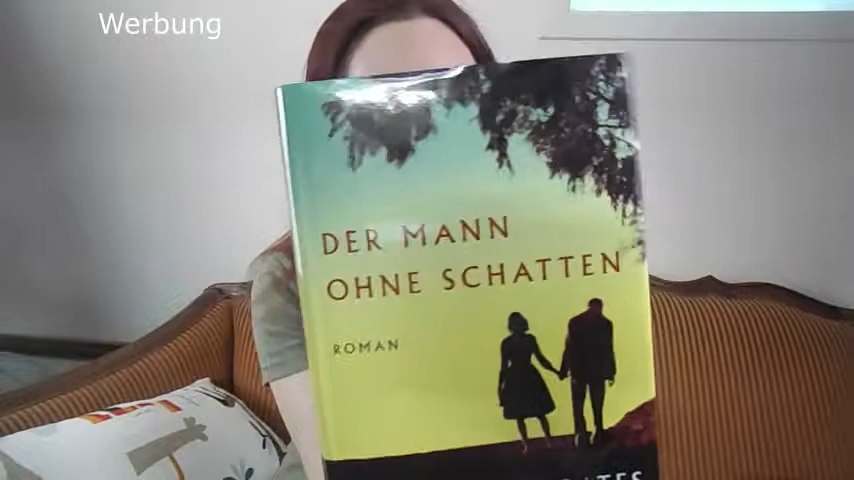 Werbung
DER MANN
OHNE SCHATTEN
ROMAN